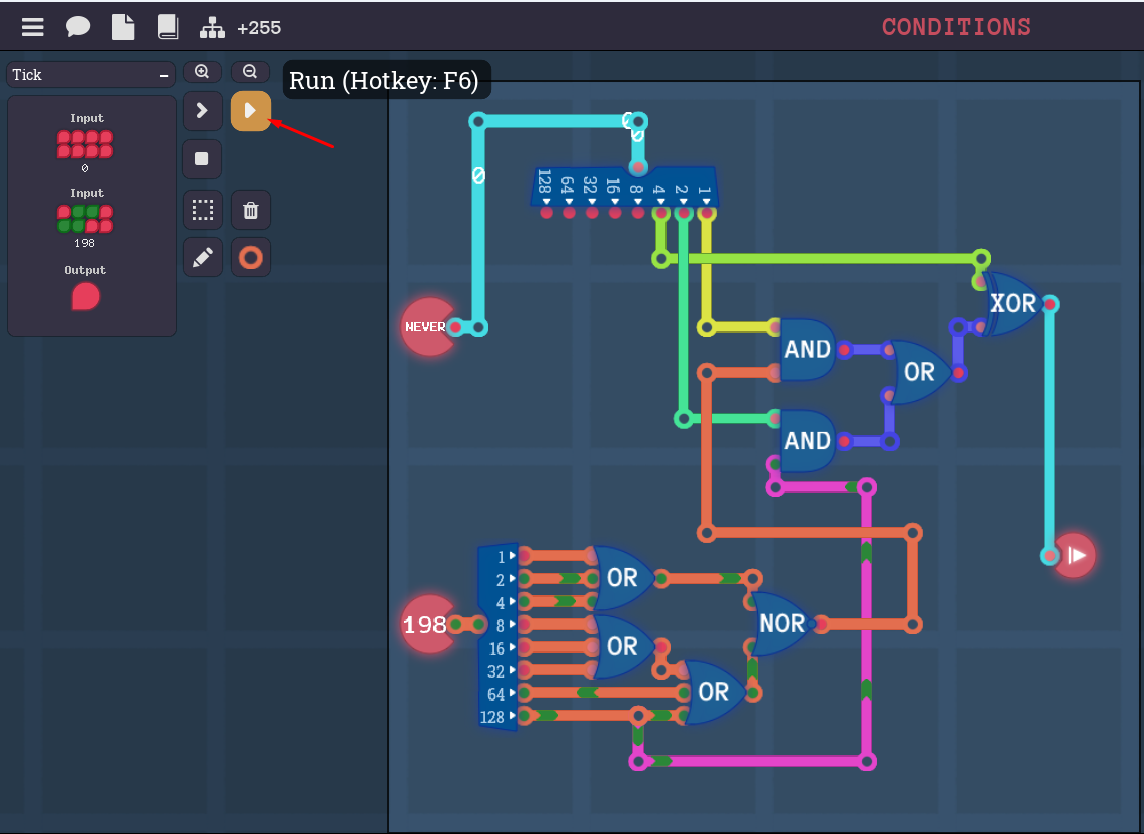 +255
CONDITIONS
Tick
Run (Hotkey: F6)
Input
0
Input
198
Output
0
0
0
128 64 32 16 8 4 2 1
NEVER
XOR
AND
OR
AND
1
2
4
8
16
32
64
128
OR
198
NOR
OR
OR